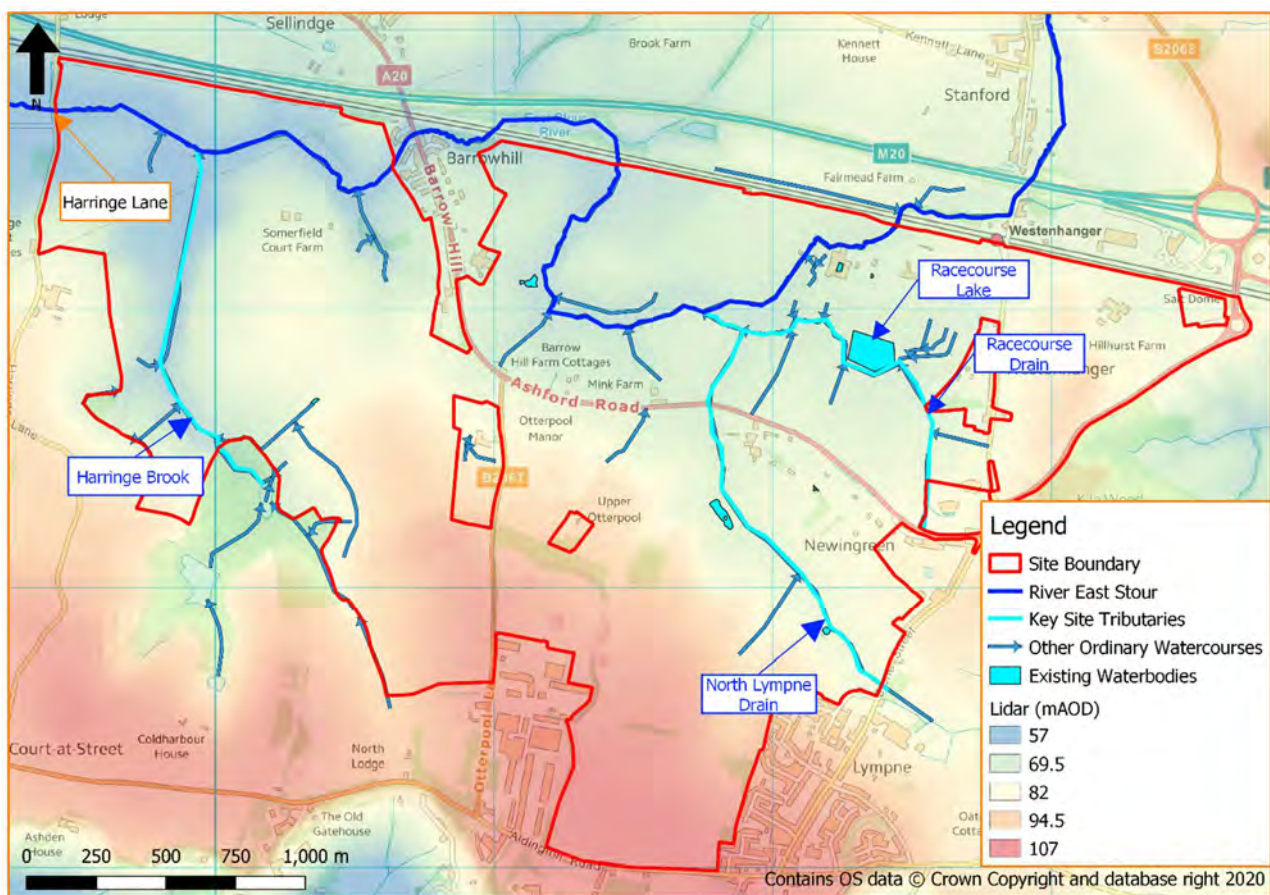 Lodge
Sellindge
Brook Farm
Kennett
House
Kennett Lane
B2068
A20
Stanford
N
East Stour
River
M20
Barrowhill
Fairmead Farm
Harringe Lane
Barrow Hill
Somerfield
Court Farm
Westenhanger
Racecourse
Lake
Salt Dome
Barrow
Hill Farm Cottages
Racecourse
Drain
Hillhurst Farm
Mink Farm
Ashford Road
Otterpool
Manor
Lane
Harringe Brook
Upper
Otterpool
Newingreen
North Lympne
Drain
Court-at-Street
Coldharbour
House
North
Lodge
Lympne
The Old
Gatehouse
Ashden
House
Aldington Road
0 250 500 750 1,000 m
Legend
Site Boundary
River East Stour
Key Site Tributaries
Other Ordinary Watercourses
Existing Waterbodies
Lidar (mAOD)
57
69.5
82
94.5
107
Contains OS data © Crown Copyright and database right 2020